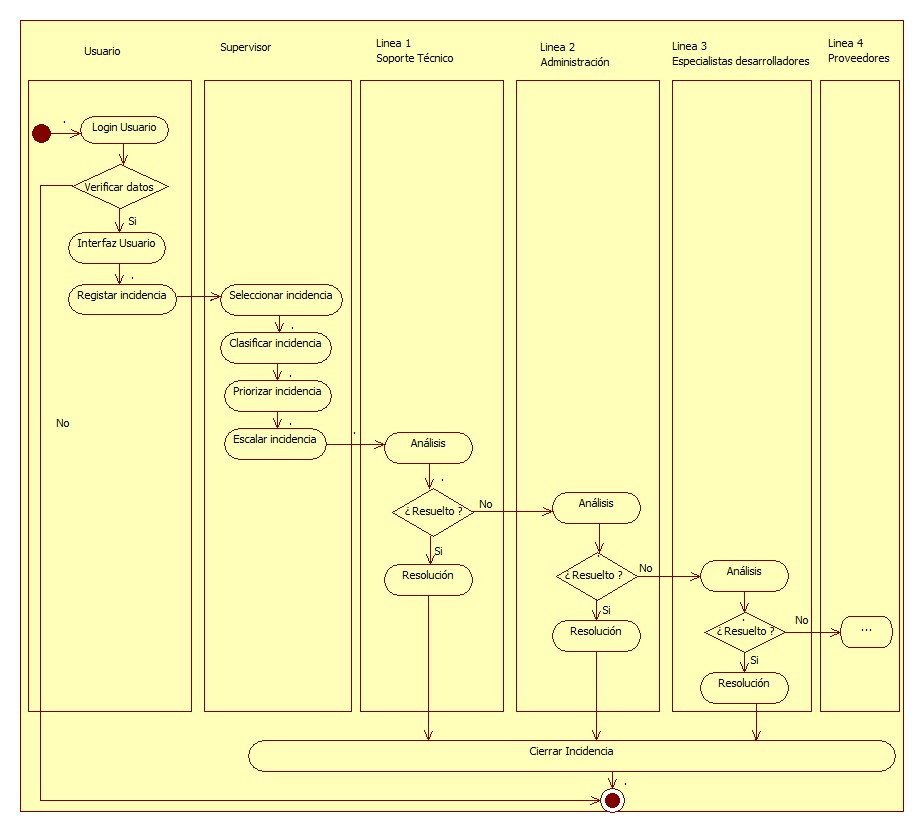 Usuario
Supervisor
Linea 1
Soporte Técnico
Linea 2
Administración
Linea 3
Especialistas desarrolladores
Linea 4
Proveedores
Login Usuario
Verificar datos
Si
Interfaz Usuario
Registar incidencia
No
Seleccionar incidencia
Clasificar incidencia
Priorizar incidencia
Escalar incidencia
Análisis
¿ Resuelto ?
No
Si
Resolución
Análisis
¿ Resuelto ?
No
Si
Resolución
Análisis
¿ Resuelto ?
No
Si
Resolución
...
Cierrar Incidencia